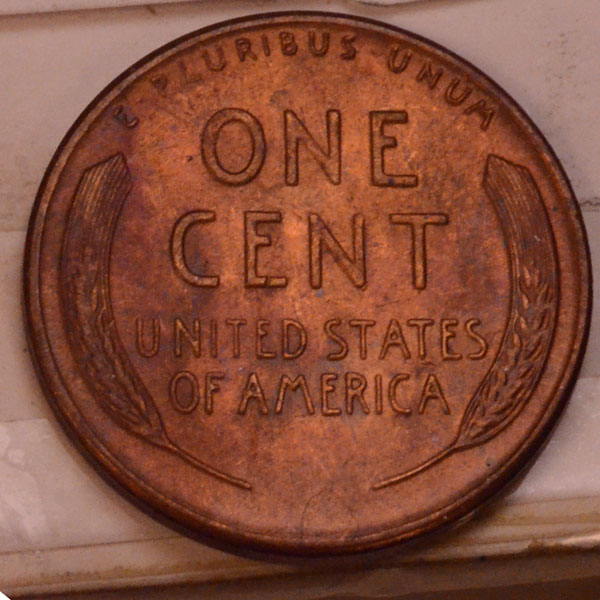 E PLURIBUS UNUM
ONE
CENT
UNITED STATES
OF AMERICA